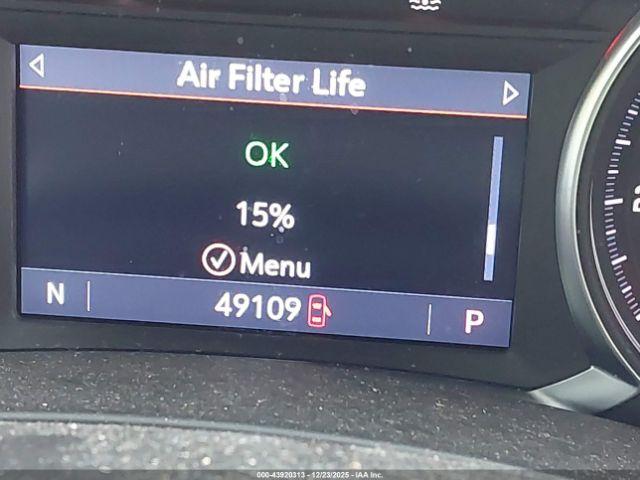 Air Filter Life
OK
15%
Menu
N 49109 P
000-43920313 - 12/23/2025 - IAA Inc.